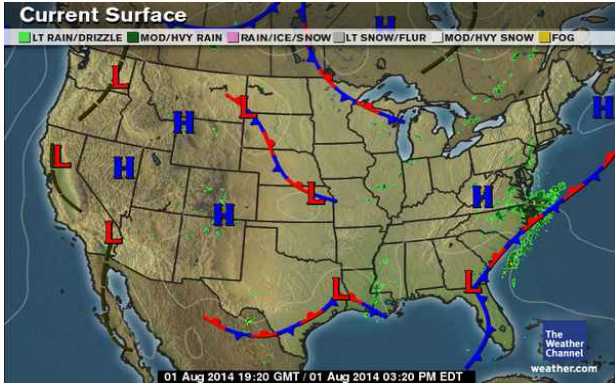 Current Surface
LT RAIN/DRIZZLE MOD/HVY RAIN RAIN/ICE/SNOW LT SNOW/FLUR MOD/HVY SNOW FOG
H
L
L
H
H
L
H
H
L
H
L
L
L
L
The
Weather
Channel
weather.com
01 Aug 2014 19:20 GMT / 01 Aug 2014 03:20 PM EDT